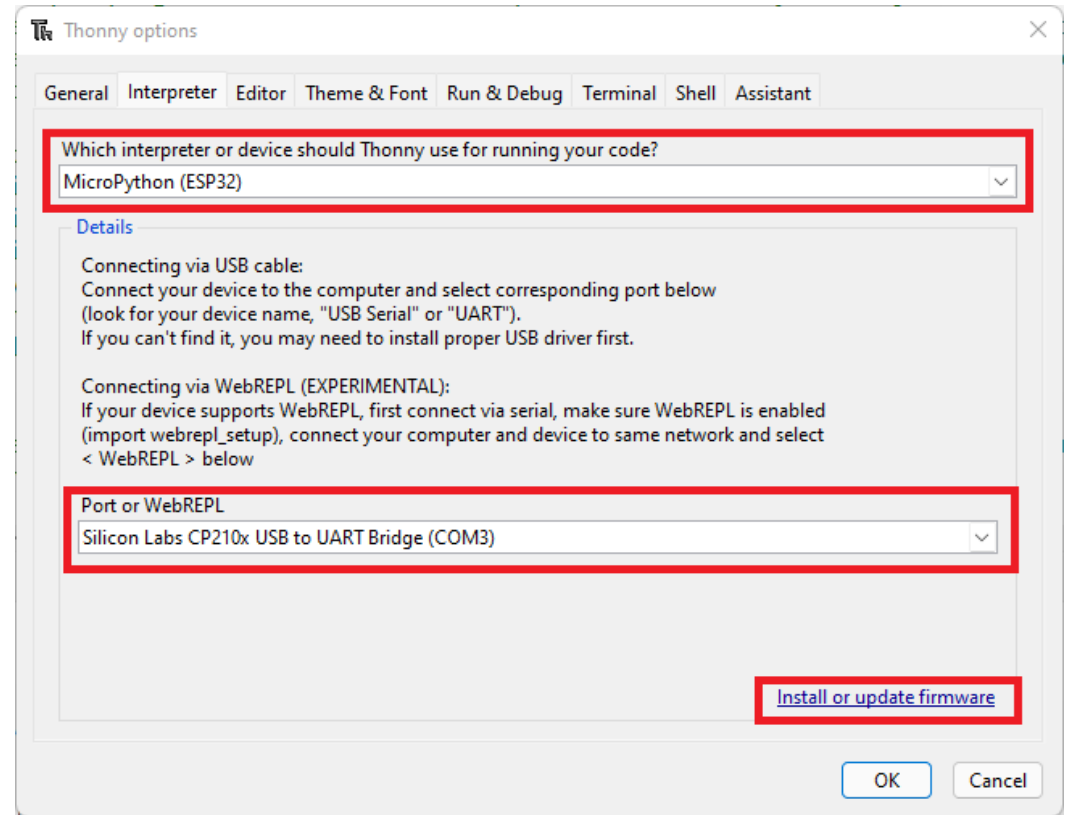 Thonny options
General Interpreter Editor Theme & Font Run & Debug Terminal Shell Assistant
Which interpreter or device should Thonny use for running your code?
MicroPython (ESP32)
Details
Connecting via USB cable:
Connect your device to the computer and select corresponding port below
(look for your device name, "USB Serial" or "UART").
If you can't find it, you may need to install proper USB driver first.
Connecting via WebREPL (EXPERIMENTAL):
If your device supports WebREPL, first connect via serial, make sure WebREPL is enabled
(import webrepl_setup), connect your computer and device to same network and select
< WebREPL > below
Port or WebREPL
Silicon Labs CP210x USB to UART Bridge (COM3)
Install or update firmware
OK Cancel